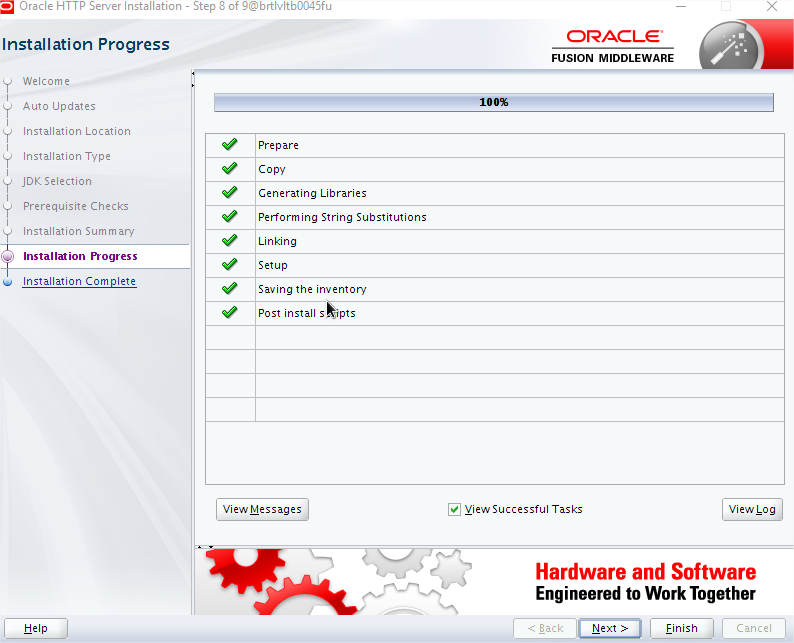 Oracle HTTP Server Installation - Step 8 of 9@brtlvltb0045fu
Installation Progress
ORACLE
FUSION MIDDLEWARE
Welcome
Auto Updates
Installation Location
Installation Type
JDK Selection
Prerequisite Checks
Installation Summary
Installation Progress
Installation Complete
100%
Prepare
Copy
Generating Libraries
Performing String Substitutions
Linking
Setup
Saving the inventory
Post install scripts
View Messages
View Successful Tasks
View Log
Hardware and Software
Engineered to Work Together
Help
< Back
Next >
Finish
Cancel